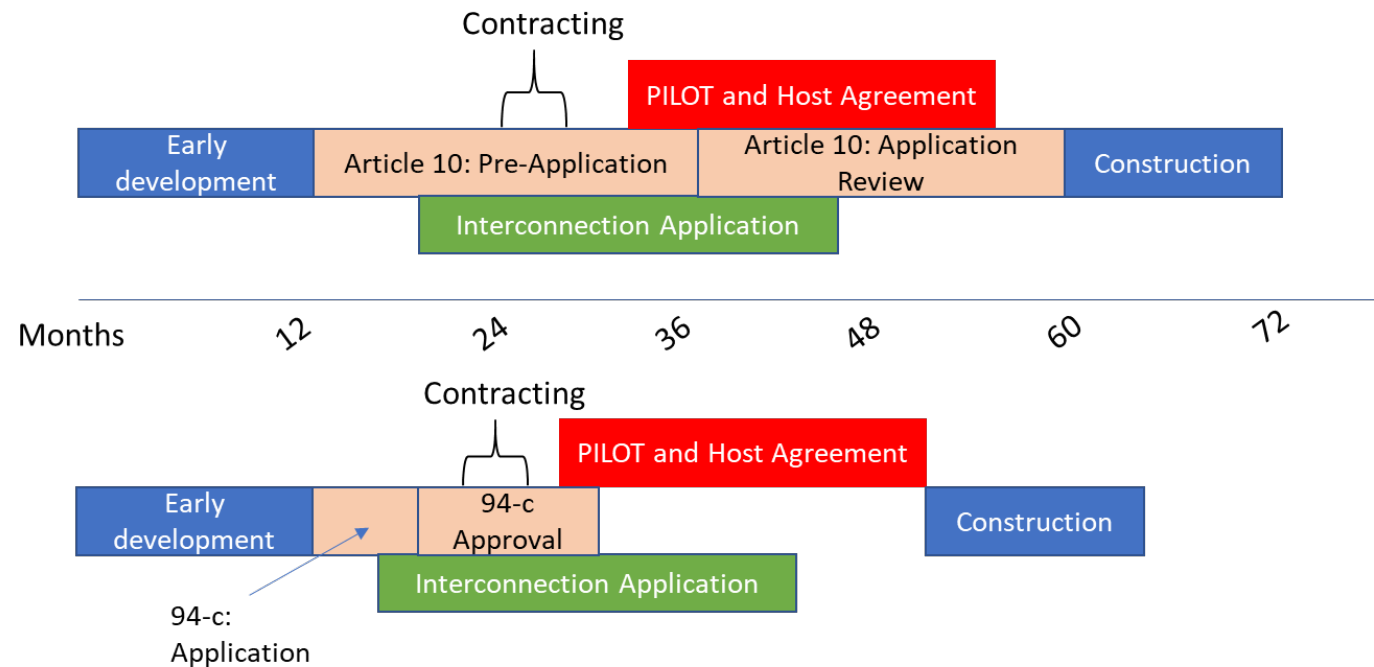 Contracting
PILOT and Host Agreement
Early
development
Article 10: Pre-Application
Article 10: Application
Review
Construction
Interconnection Application
Months
12
24
36
48
60
72
Contracting
PILOT and Host Agreement
Early
development
94-c
Approval
Construction
Interconnection Application
94-c:
Application